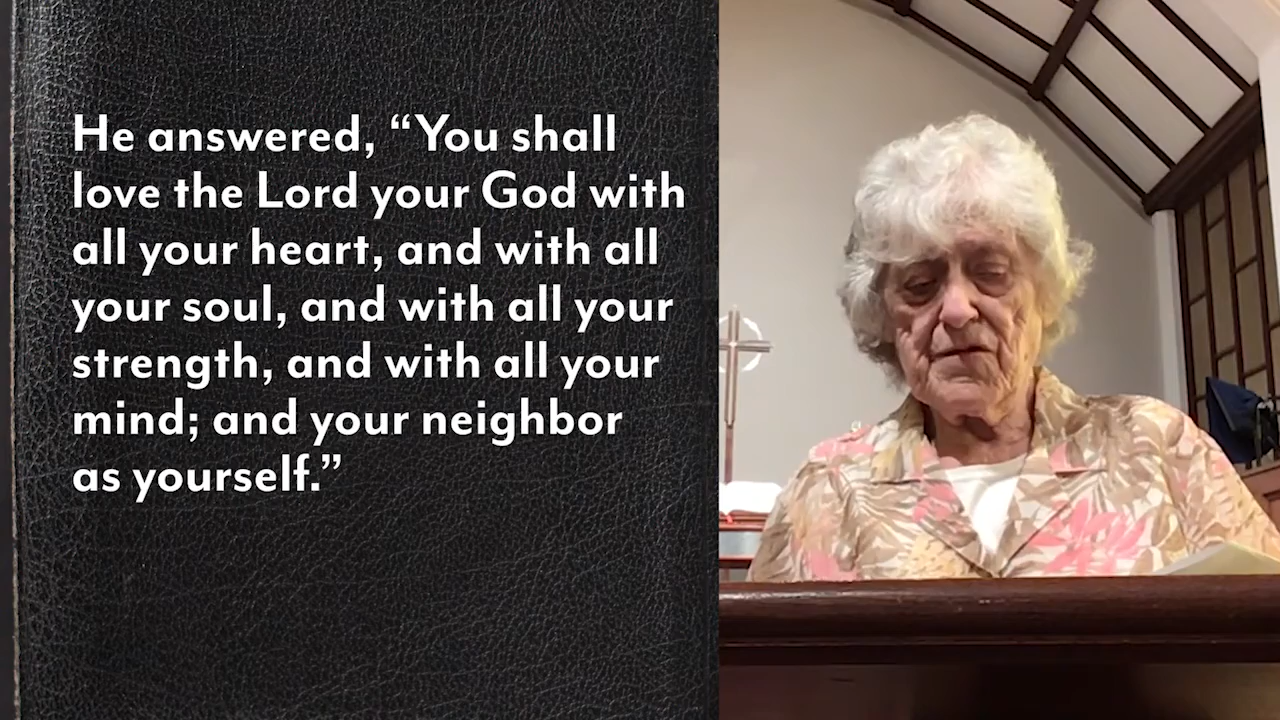 He answered, “You shall
love the Lord your God with
all your heart, and with all
your soul, and with all your
strength, and with all your
mind; and your neighbor
as yourself.”